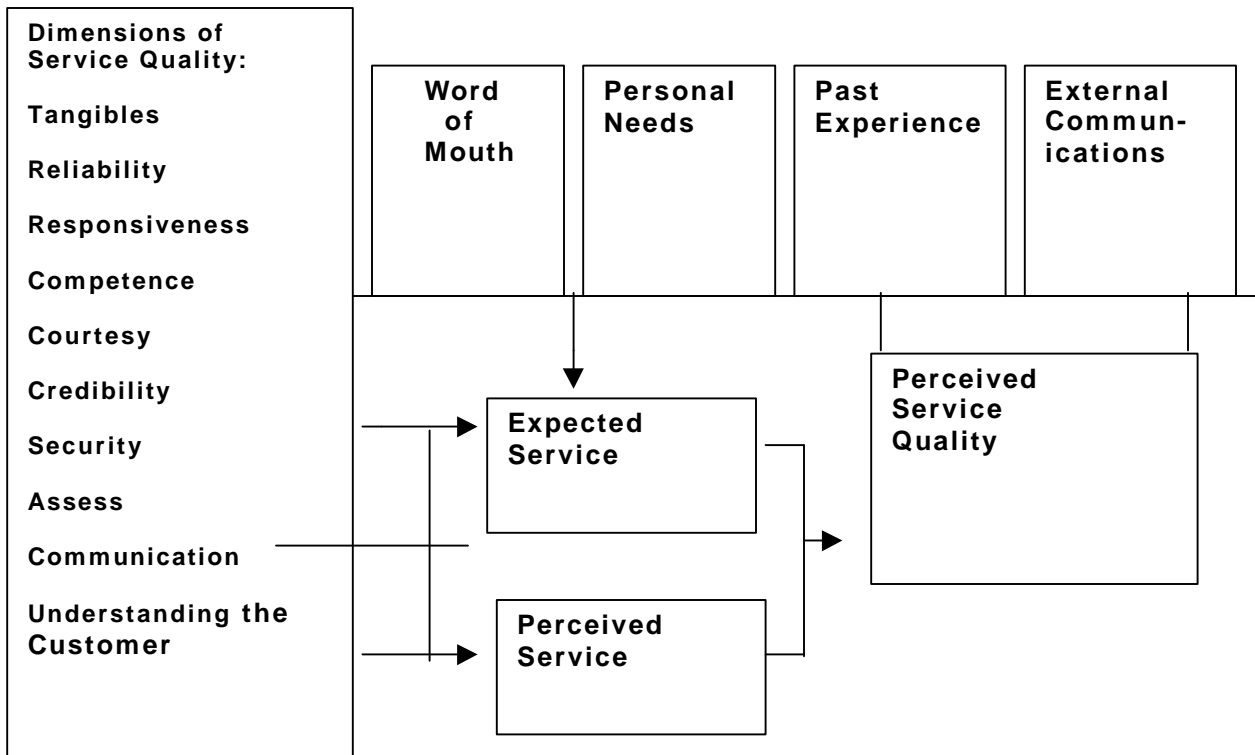 Dimensions of
Service Quality:
Tangibles
Reliability
Responsiveness
Competence
Courtesy
Credibility
Security
Assess
Communication
Understanding the
Customer
Word
of
Mouth
Personal
Needs
Past
Experience
External
Commun-
ications
Expected
Service
Perceived
Service
Quality
Perceived
Service